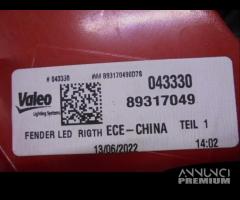 # 043330 ### 89317049D78
Valeo
Lighting Systems
043330
89317049
FENDER LED RIGTH ECE-CHINA TEIL 1
13/06/2022 14:02
ANNUNCI
PREMIUM